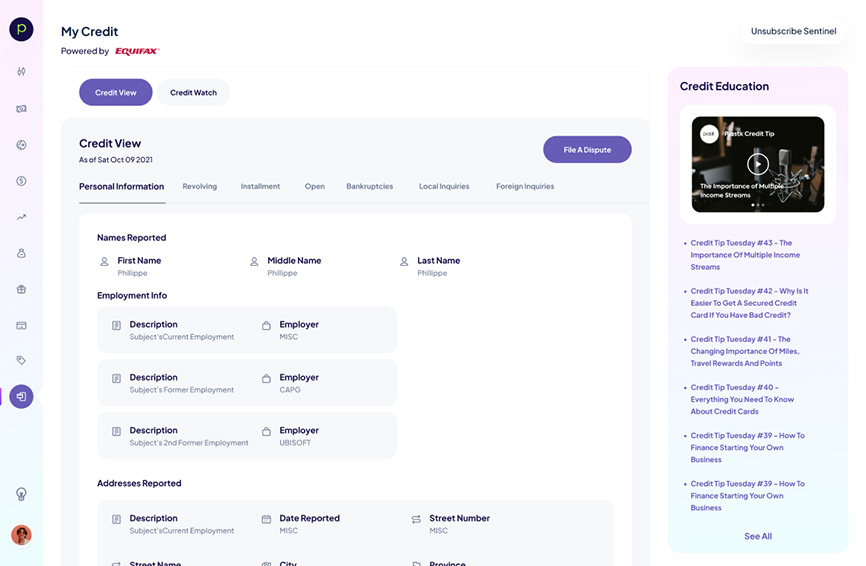 p
My Credit
Unsubscribe Sentinel
Powered by EQUIFAX
Credit View
Credit Watch
Credit View
As of Sat Oct 09 2021
File A Dispute
Personal Information
Revolving
Installment
Open
Bankruptcies
Local Inquiries
Foreign Inquiries
Names Reported
First Name
Middle Name
Last Name
Phillippe
Phillippe
Phillippe
Employment Info
Description
Employer
Subject'sCurrent Employment
MISC
Description
Employer
Subject's Former Employment
CAPG
Description
Employer
Subject's 2nd Former Employment
UBISOFT
Addresses Reported
Description
Date Reported
Street Number
Subject'sCurrent Employment
MISC
MISC
Street Name
City
Province
Credit Education
Credit Tip
The Importance of Multiple
Income Streams
Credit Tip Tuesday #43 - The
Importance Of Multiple Income
Streams
Credit Tip Tuesday #42 - Why Is It
Easier To Get A Secured Credit
Card If You Have Bad Credit?
Credit Tip Tuesday #41 - The
Changing Importance Of Miles,
Travel Rewards And Points
Credit Tip Tuesday #40 -
Everything You Need To Know
About Credit Cards
Credit Tip Tuesday #39 - How To
Finance Starting Your Own
Business
Credit Tip Tuesday #39 - How To
Finance Starting Your Own
Business
See All